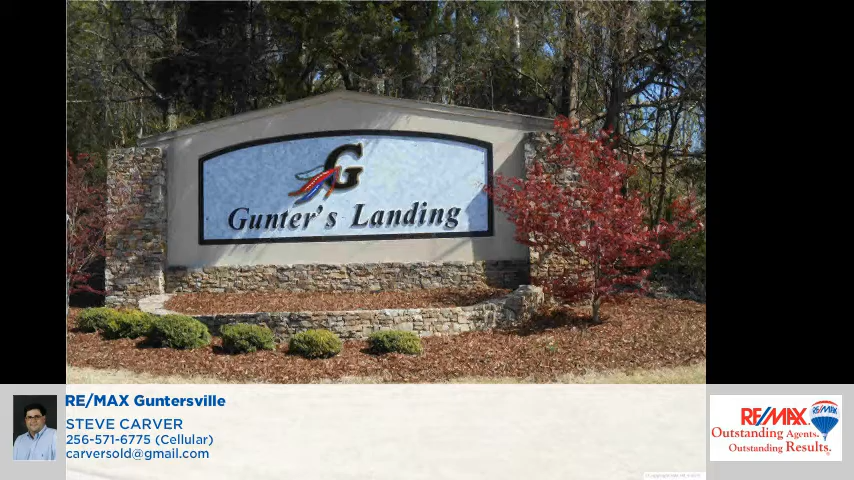 G
Gunter's Landing
RE/MAX Guntersville
STEVE CARVER
256-571-6775 (Cellular)
carversold@gmail.com
RE/MAX
RE/MAX
Outstanding Agents.
Outstanding Results.